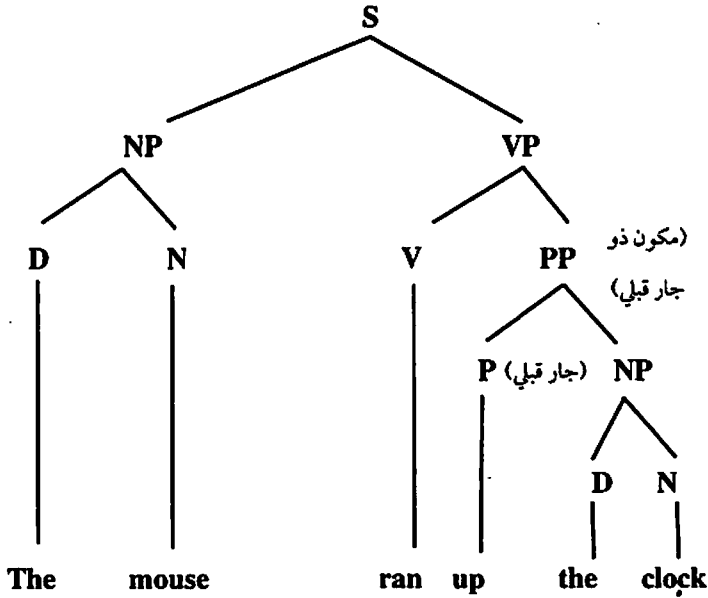 S
NP VP
D N V PP (مكون ذو
جار قبلي)
P (جار قبلي) NP
D N
The mouse ran up the clock